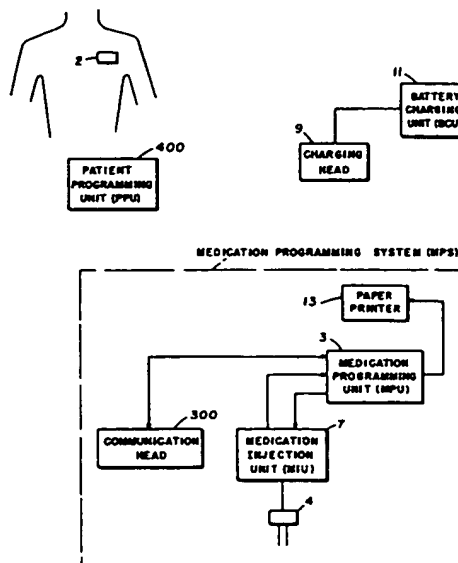 2
400
PATIENT
PROGRAMMING
UNIT (PPU)
11
BATTERY
CHARGING
UNIT (BCU
9
CHARGING
HEAD
MEDICATION PROGRAMMING SYSTEM (MPS)
13
PAPER
PRINTER
3
MEDICATION
PROGRAMMING
UNIT (MPU)
300
COMMUNICATION
HEAD
7
MEDICATION
INJECTION
UNIT (MIU)
4